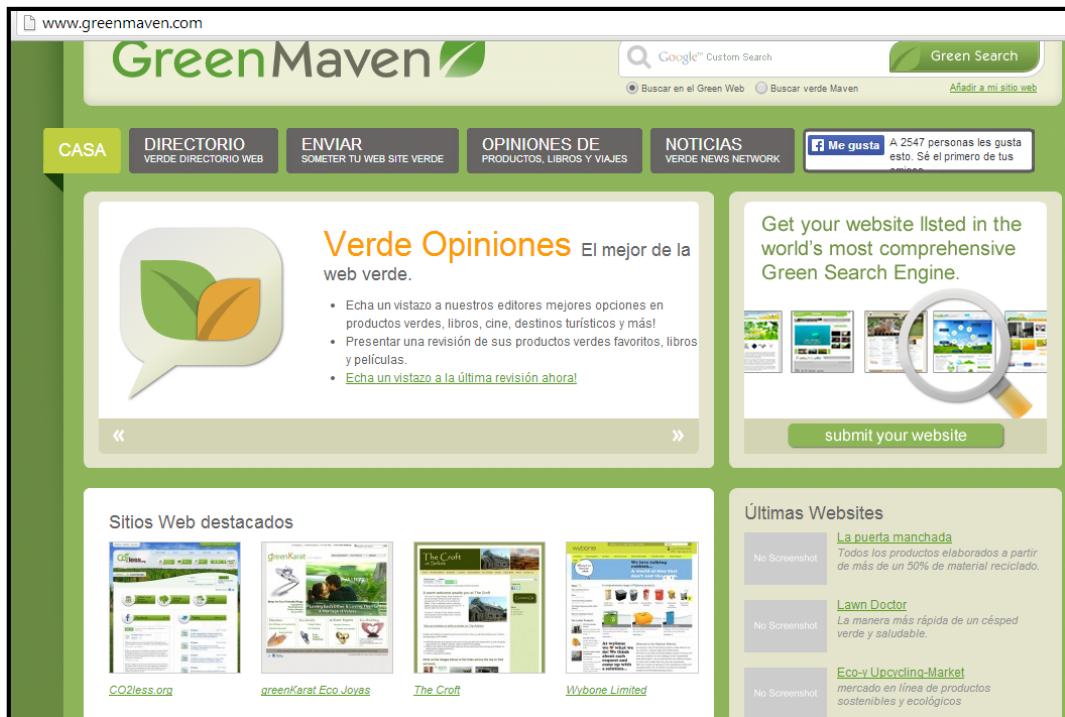 www.greenmaven.com
GreenMaven
Google™ Custom Search
Green Search
Buscar en el Green Web
Buscar verde Maven
Añadir a mi sitio web
CASA
DIRECTORIO
VERDE DIRECTORIO WEB
ENVIAR
SOMETER TU WEB SITE VERDE
OPINIONES DE
PRODUCTOS, LIBROS Y VIAJES
NOTICIAS
VERDE NEWS NETWORK
Me gusta
A 2547 personas les gusta
esto. Sé el primero de tus
Verde Opiniones El mejor de la
web verde.
• Echa un vistazo a nuestros editores mejores opciones en
productos verdes, libros, cine, destinos turísticos y más!
• Presentar una revisión de sus productos verdes favoritos, libros
y películas.
• Echa un vistazo a la última revisión ahora!
«
»
Get your website lIsted in the
world's most comprehensive
Green Search Engine.
submit your website
Sitios Web destacados
CO2less.org
greenKarat
The Croft
wybone
CO2less.org
greenKarat Eco Joyas
The Croft
Wybone Limited
Últimas Websites
No Screenshot
La puerta manchada
Todos los productos elaborados a partir
de más de un 50% de material reciclado.
No Screenshot
Lawn Doctor
La manera más rápida de un césped
verde y saludable.
No Screenshot
Eco-y Upcycling-Market
mercado en línea de productos
sostenibles y ecológicos